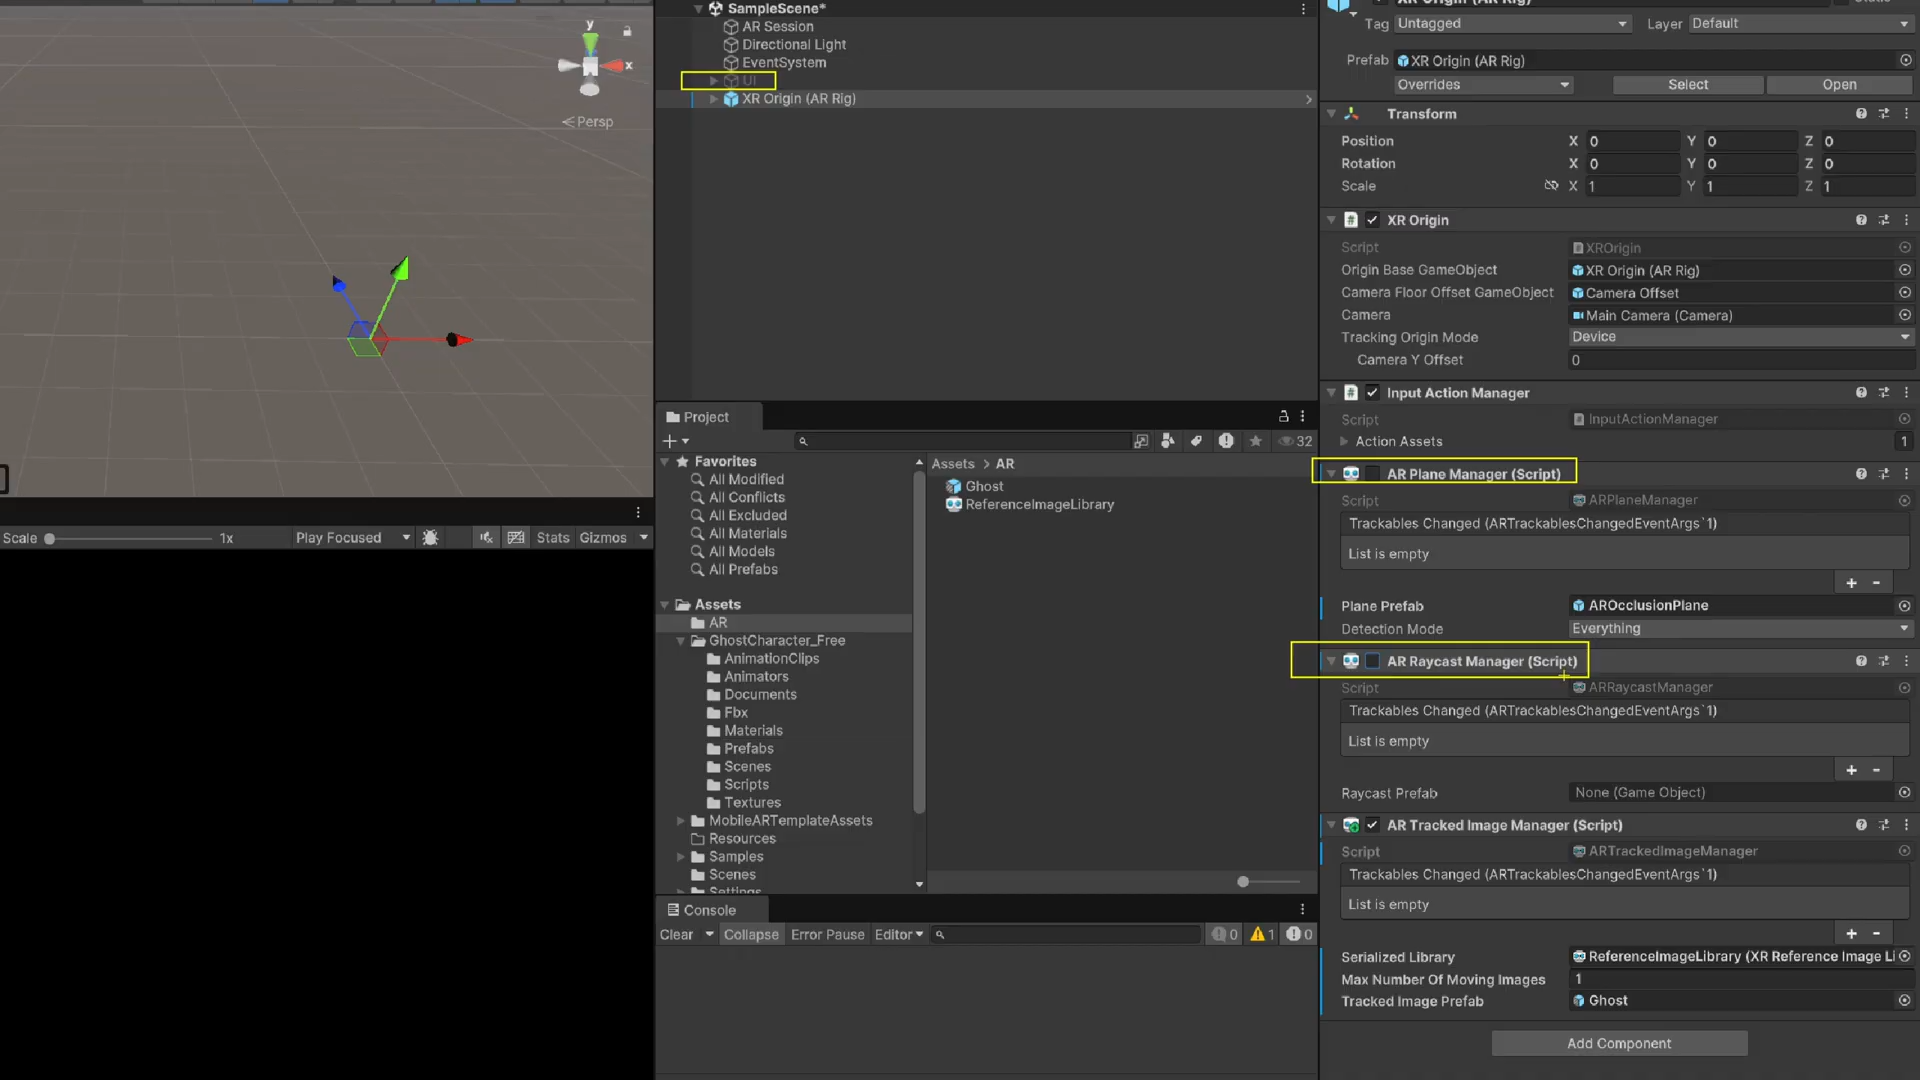 y
x
Persp
Scale 1x Play Focused Stats Gizmos
SampleScene*
AR Session
Directional Light
EventSystem
UI
XR Origin (AR Rig)
Project
32
Favorites
All Modified
All Conflicts
All Excluded
All Materials
All Models
All Prefabs
Assets
AR
GhostCharacter_Free
AnimationClips
Animators
Documents
Fbx
Materials
Prefabs
Scenes
Scripts
Textures
MobileARTemplateAssets
Resources
Samples
Scenes
Settings
Assets > AR
Ghost
ReferenceImageLibrary
Console
Clear Collapse Error Pause Editor 0 1 0
XR Origin (AR Rig) Static
Tag Untagged Layer Default
Prefab XR Origin (AR Rig)
Overrides Select Open
Transform
Position X 0 Y 0 Z 0
Rotation X 0 Y 0 Z 0
Scale X 1 Y 1 Z 1
XR Origin
Script XROrigin
Origin Base GameObject XR Origin (AR Rig)
Camera Floor Offset GameObject Camera Offset
Camera Main Camera (Camera)
Tracking Origin Mode Device
Camera Y Offset 0
Input Action Manager
Script InputActionManager
Action Assets 1
AR Plane Manager (Script)
Script ARPlaneManager
Trackables Changed (ARTrackablesChangedEventArgs`1)
List is empty
+ -
Plane Prefab AROcclusionPlane
Detection Mode Everything
AR Raycast Manager (Script)
Script ARRaycastManager
Trackables Changed (ARTrackablesChangedEventArgs`1)
List is empty
+ -
Raycast Prefab None (Game Object)
AR Tracked Image Manager (Script)
Script ARTrackedImageManager
Trackables Changed (ARTrackablesChangedEventArgs`1)
List is empty
+ -
Serialized Library ReferenceImageLibrary (XR Reference Image Li
Max Number Of Moving Images 1
Tracked Image Prefab Ghost
Add Component